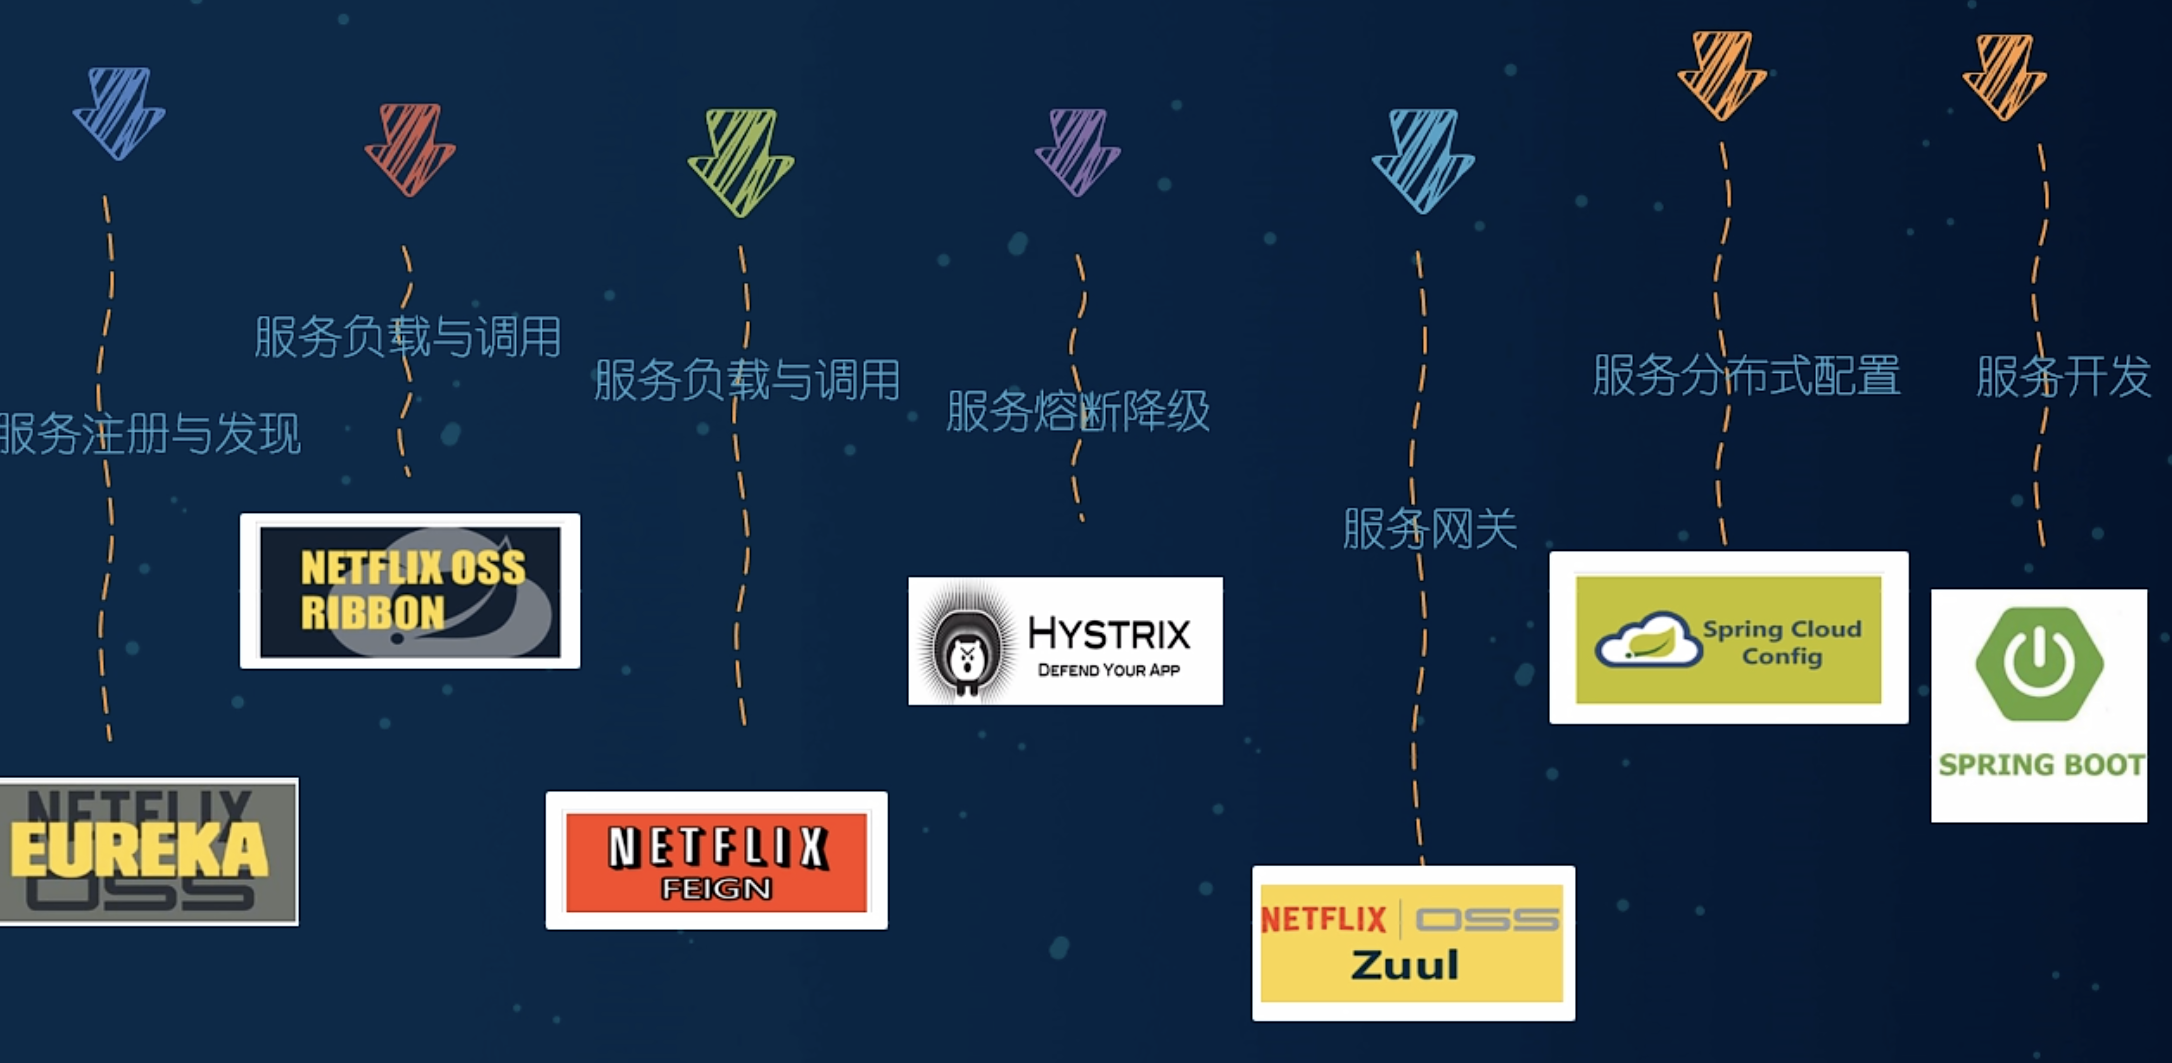 服务注册与发现
NETFLIX
EUREKA
OSS
服务负载与调用
NETFLIX OSS
RIBBON
服务负载与调用
NETFLIX
FEIGN
服务熔断降级
HYSTRIX
DEFEND YOUR APP
服务网关
NETFLIX | OSS
Zuul
服务分布式配置
Spring Cloud
Config
服务开发
SPRING BOOT